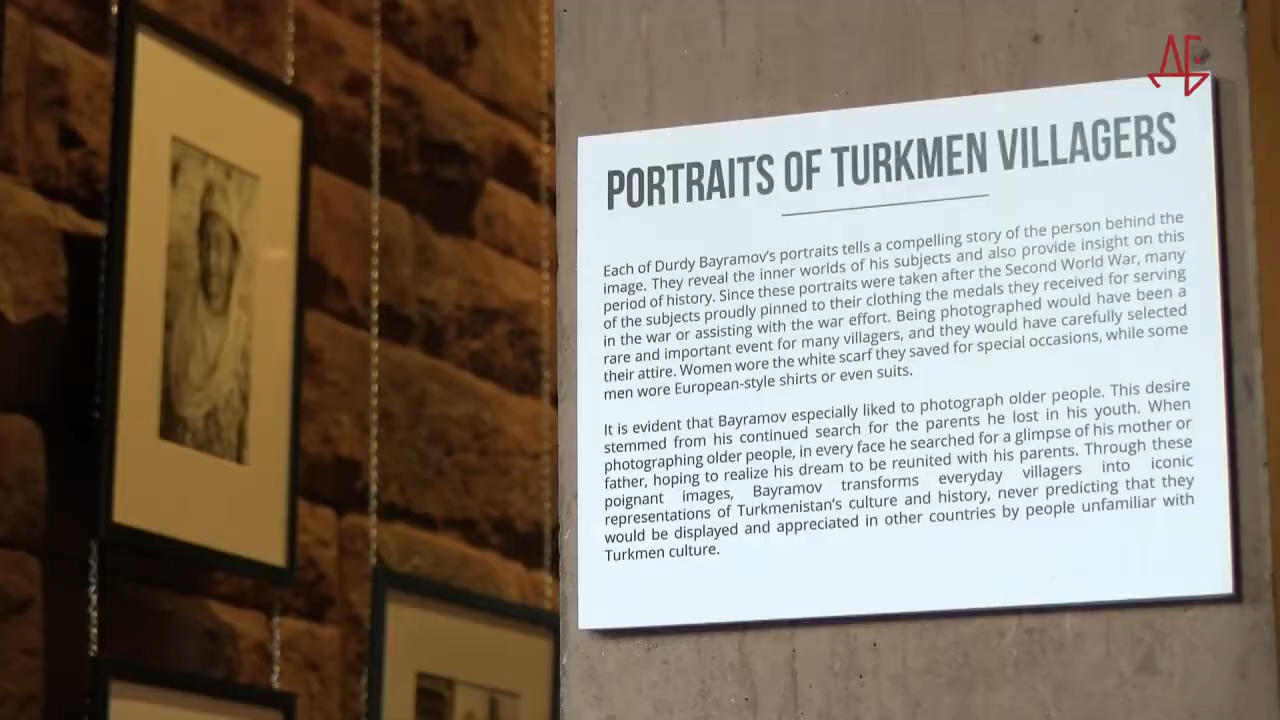 PORTRAITS OF TURKMEN VILLAGERS
Each of Durdy Bayramov's portraits tells a compelling story of the person behind the
image. They reveal the inner worlds of his subjects and also provide insight on this
period of history. Since these portraits were taken after the Second World War, many
of the subjects proudly pinned to their clothing the medals they received for serving
in the war or assisting with the war effort. Being photographed would have been a
rare and important event for many villagers, and they would have carefully selected
their attire. Women wore the white scarf they saved for special occasions, while some
men wore European-style shirts or even suits.
It is evident that Bayramov especially liked to photograph older people. This desire
stemmed from his continued search for the parents he lost in his youth. When
photographing older people, in every face he searched for a glimpse of his mother or
father, hoping to realize his dream to be reunited with his parents. Through these
poignant images, Bayramov transforms everyday villagers into iconic
representations of Turkmenistan's culture and history, never predicting that they
would be displayed and appreciated in other countries by people unfamiliar with
Turkmen culture.